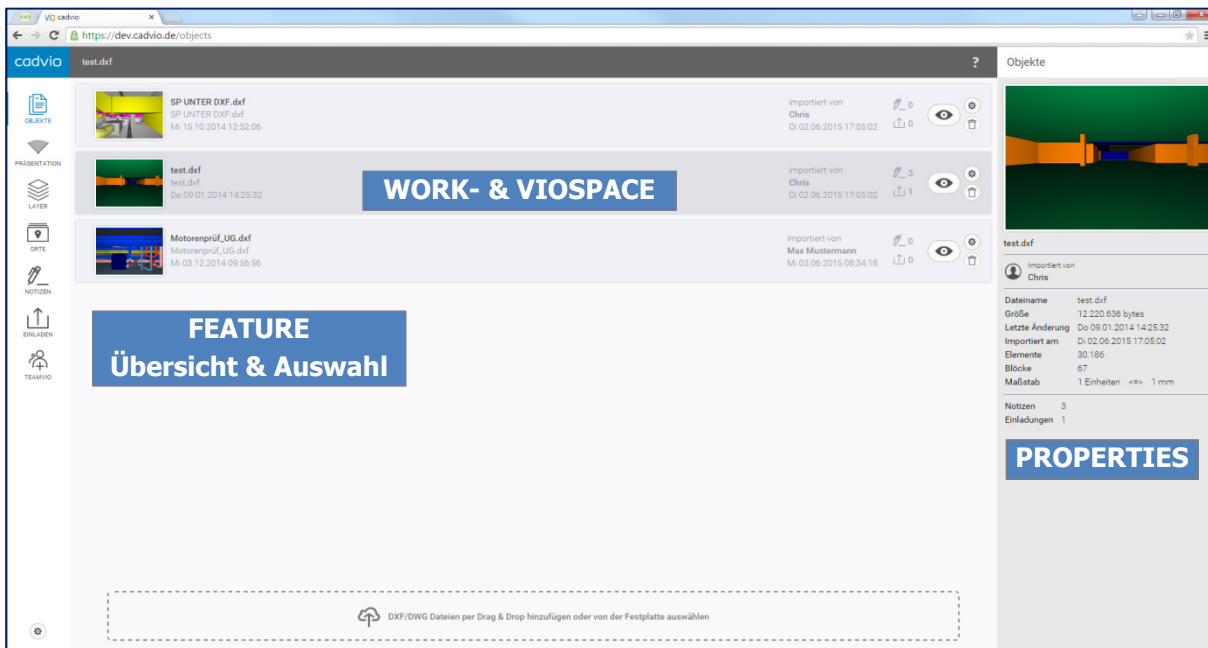 VIO cadvio
https://dev.cadvio.de/objects
cadvio
test.dxf
?
Objekte
OBJEKTE
PRÄSENTATION
LAYER
ORTE
NOTIZEN
EINLADEN
TEAMVIO
SP UNTER DXF.dxf
SP UNTER DXF.dxf
Mi 15.10.2014 12:52:06
importiert von
Chris
Di 02.06.2015 17:05:02
0
0
test.dxf
test.dxf
Do 09.01.2014 14:25:32
WORK- & VIOSPACE
importiert von
Chris
Di 02.06.2015 17:05:02
3
1
Motorenprüf_UG.dxf
Motorenprüf_UG.dxf
Mi 03.12.2014 09:56:56
importiert von
Max Mustermann
Mi 03.06.2015 08:34:18
0
0
FEATURE
Übersicht & Auswahl
DXF/DWG Dateien per Drag & Drop hinzufügen oder von der Festplatte auswählen
test.dxf
Importiert von
Chris
Dateiname test.dxf
Größe 12.220.636 bytes
Letzte Änderung Do 09.01.2014 14:25:32
Importiert am Di 02.06.2015 17:05:02
Elemente 30.186
Blöcke 67
Maßstab 1 Einheiten <=> 1 mm
Notizen 3
Einladungen 1
PROPERTIES